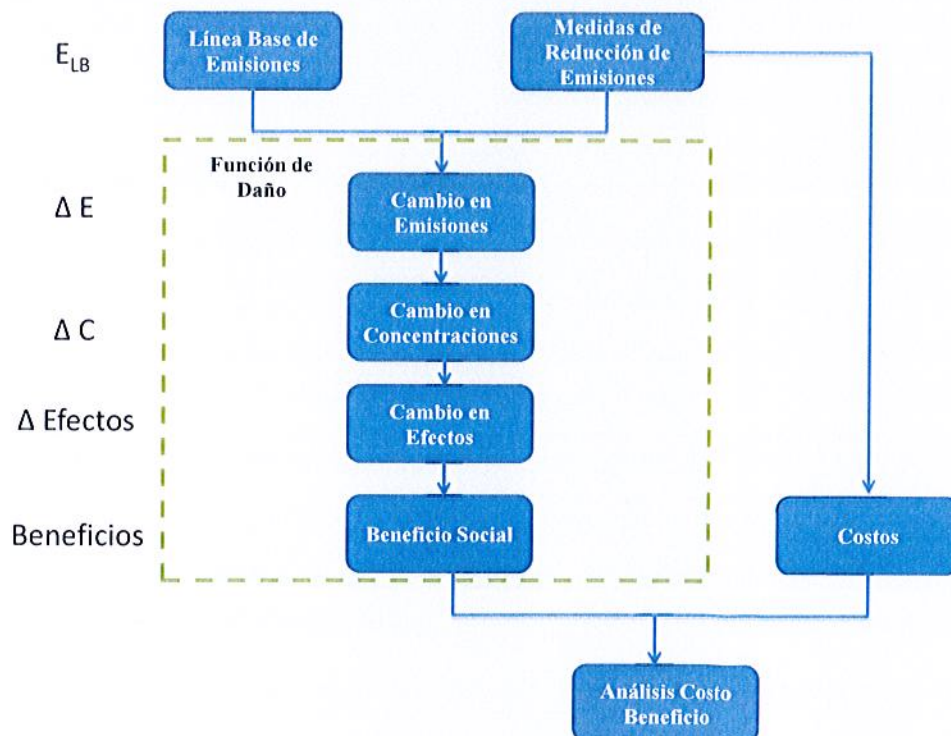 E_LB
Línea Base de
Emisiones
Medidas de
Reducción de
Emisiones
Función de
Daño
Δ E
Cambio en
Emisiones
Δ C
Cambio en
Concentraciones
Δ Efectos
Cambio en
Efectos
Beneficios
Beneficio Social
Costos
Análisis Costo
Beneficio